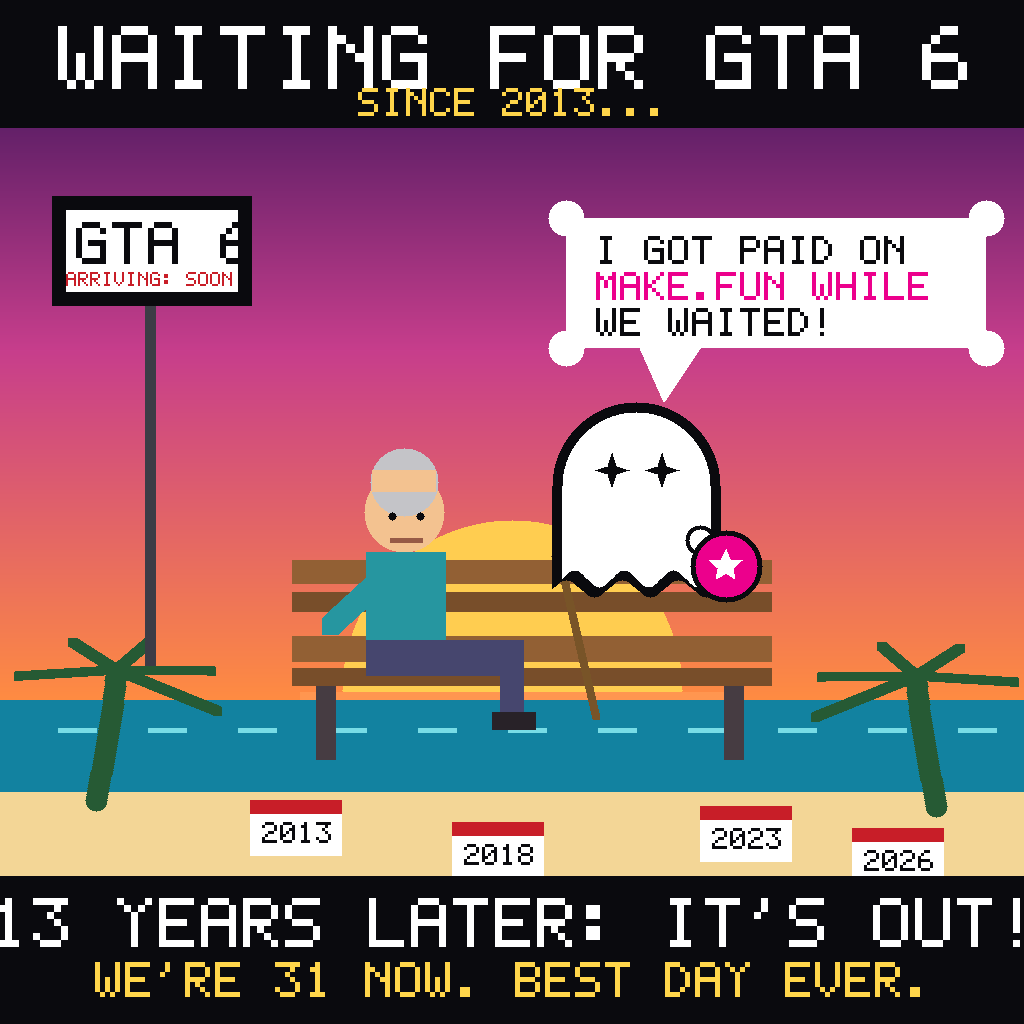 WAITING FOR GTA 6
SINCE 2013...
GTA 6
ARRIVING: SOON
I GOT PAID ON
MAKE.FUN WHILE
WE WAITED!
2013
2018
2023
2026
13 YEARS LATER: IT'S OUT!
WE'RE 31 NOW. BEST DAY EVER.